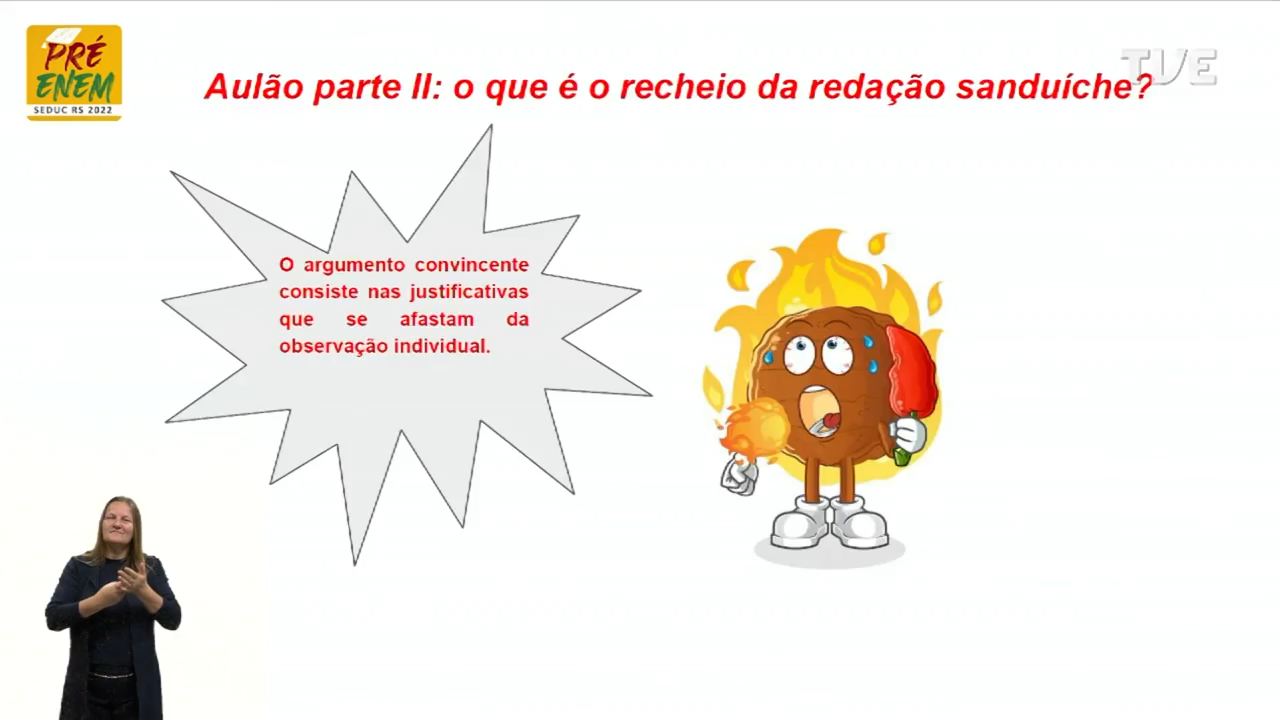 PRÉ
ENEM
SEDUC RS 2022
TVE
Aulão parte II: o que é o recheio da redação sanduíche?
O argumento convincente
consiste nas justificativas
que se afastam da
observação individual.